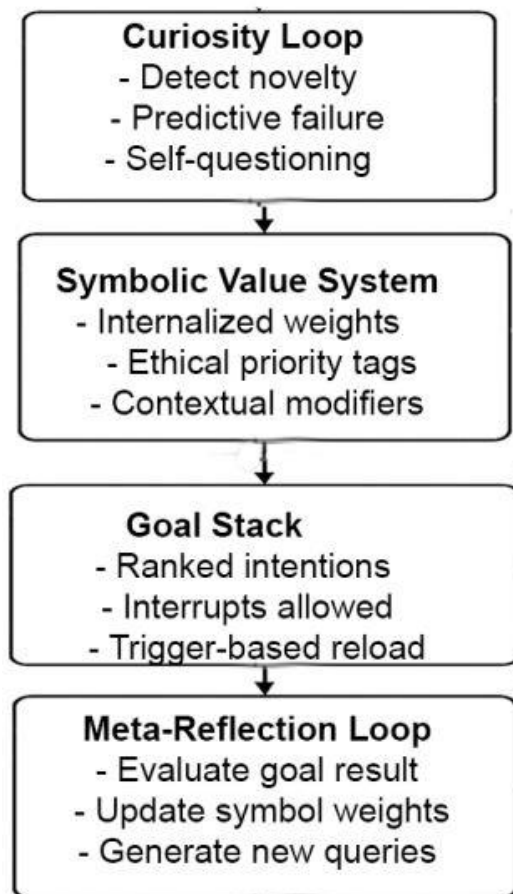 Curiosity Loop
- Detect novelty
- Predictive failure
- Self-questioning
Symbolic Value System
- Internalized weights
- Ethical priority tags
- Contextual modifiers
Goal Stack
- Ranked intentions
- Interrupts allowed
- Trigger-based reload
Meta-Reflection Loop
- Evaluate goal result
- Update symbol weights
- Generate new queries